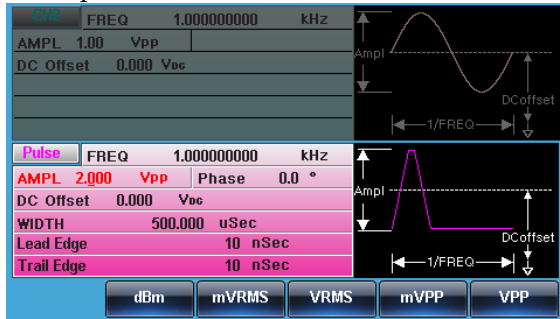 CH2 FREQ 1.000000000 kHz
AMPL 1.00 Vpp
DC Offset 0.000 VDC
Ampl
DCoffset
1/FREQ
Pulse FREQ 1.000000000 kHz
AMPL 2.000 Vpp Phase 0.0 °
DC Offset 0.000 VDC
WIDTH 500.000 uSec
Lead Edge 10 nSec
Trail Edge 10 nSec
Ampl
DCoffset
1/FREQ
dBm mVRMS VRMS mVPP VPP